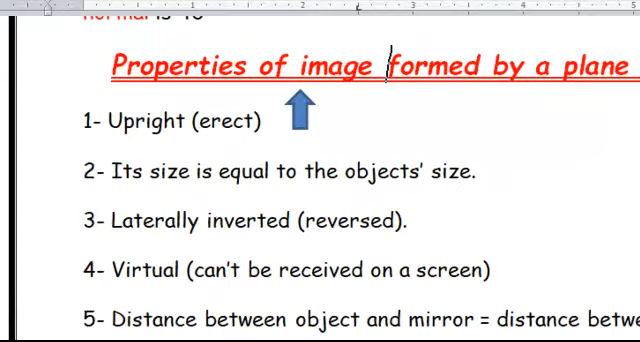 Properties of image formed by a plane
1- Upright (erect)
2- Its size is equal to the objects’ size.
3- Laterally inverted (reversed).
4- Virtual (can’t be received on a screen)
5- Distance between object and mirror = distance betwe